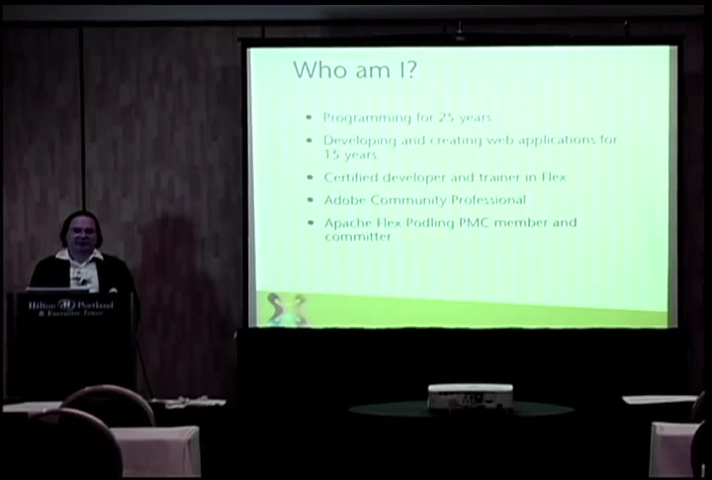 Who am I?
Programming for 25 years
Developing and creating web applications for
15 years
Certified developer and trainer in Flex
Adobe Community Professional
Apache Flex Podling PMC member and
committer
Hilton Portland
& Executive Tower